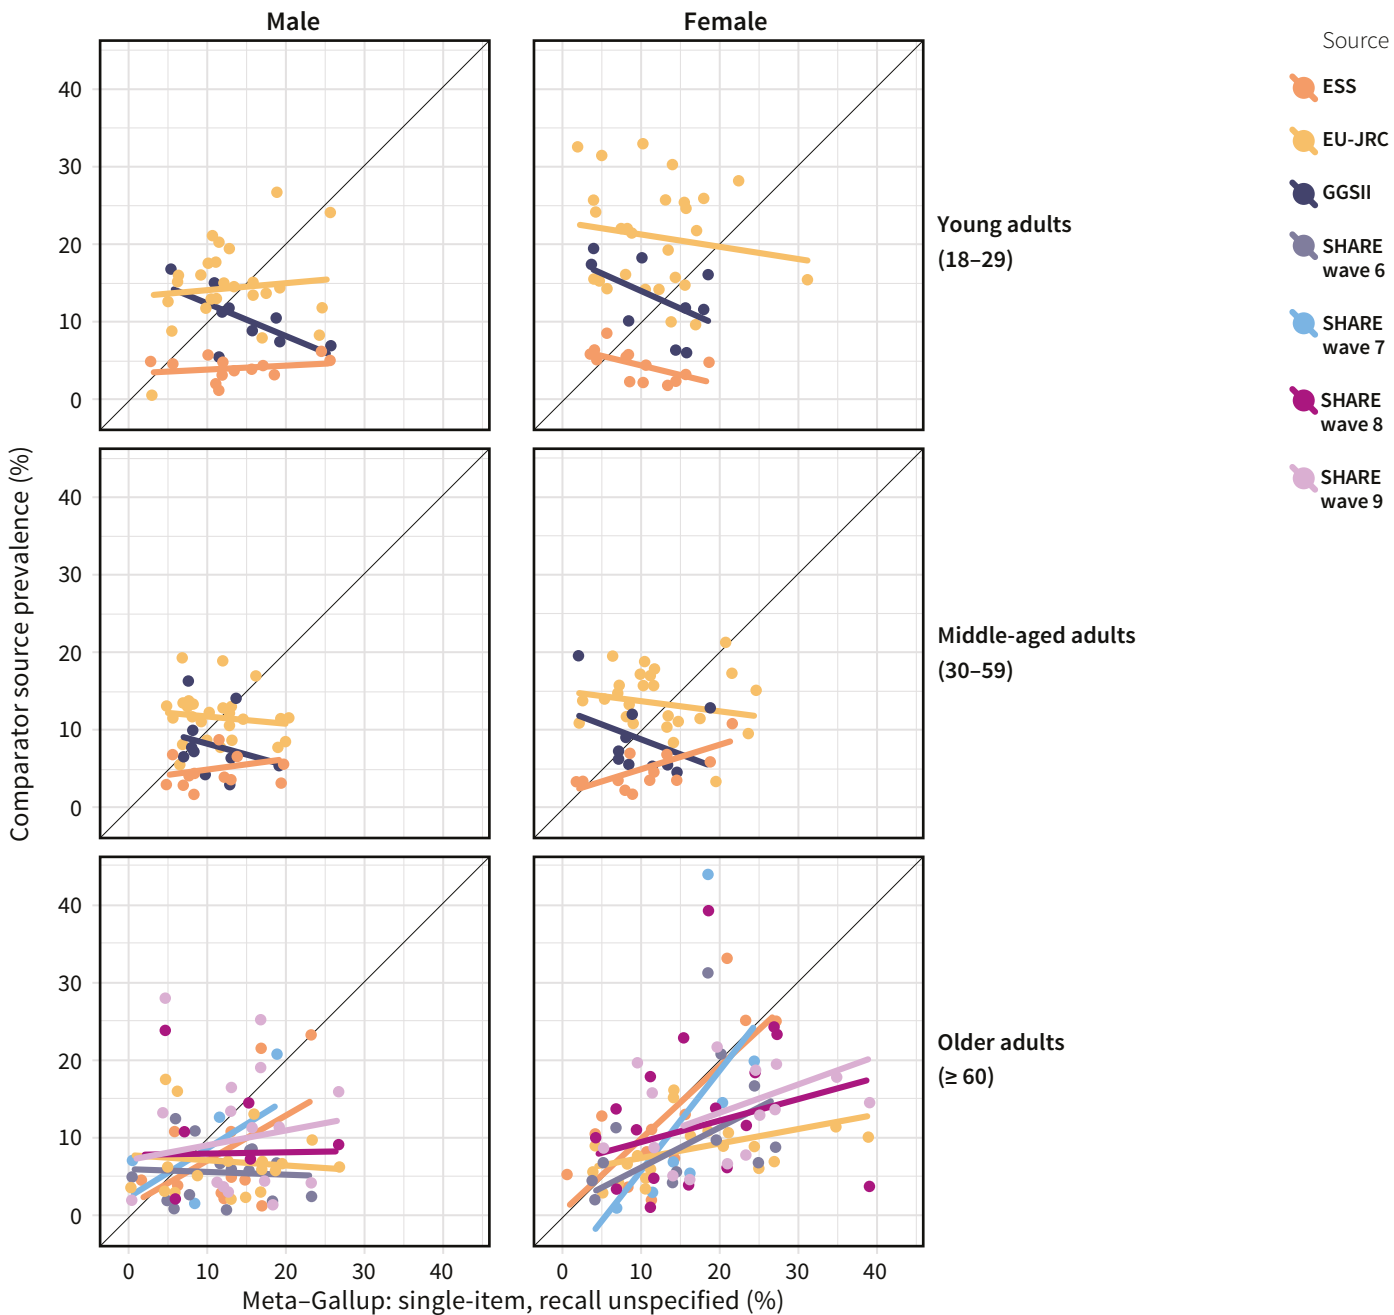 Male
Female
Source
ESS
EU-JRC
GGSII
SHARE
wave 6
SHARE
wave 7
SHARE
wave 8
SHARE
wave 9
40
30
20
10
0
Young adults
(18–29)
Comparator source prevalence (%)
40
30
20
10
0
Middle-aged adults
(30–59)
40
30
20
10
0
Older adults
(≥ 60)
0 10 20 30 40
0 10 20 30 40
Meta–Gallup: single-item, recall unspecified (%)